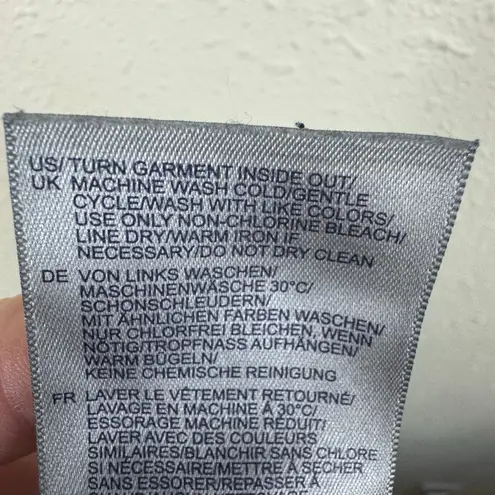 US/ TURN GARMENT INSIDE OUT/
UK MACHINE WASH COLD/GENTLE
CYCLE/WASH WITH LIKE COLORS/
USE ONLY NON-CHLORINE BLEACH/
LINE DRY/WARM IRON IF
NECESSARY/DO NOT DRY CLEAN
DE VON LINKS WASCHEN/
MASCHINENWÄSCHE 30°C/
SCHONSCHLEUDERN/
MIT ÄHNLICHEN FARBEN WASCHEN/
NUR CHLORFREI BLEICHEN, WENN
NÖTIG/TROPFNASS AUFHÄNGEN/
WARM BÜGELN/
KEINE CHEMISCHE REINIGUNG
FR LAVER LE VÊTEMENT RETOURNÉ/
LAVAGE EN MACHINE À 30°C/
ESSORAGE MACHINE RÉDUIT/
LAVER AVEC DES COULEURS
SIMILAIRES/BLANCHIR SANS CHLORE
SI NÉCESSAIRE/METTRE À SÉCHER
SANS ESSORER/REPASSER À